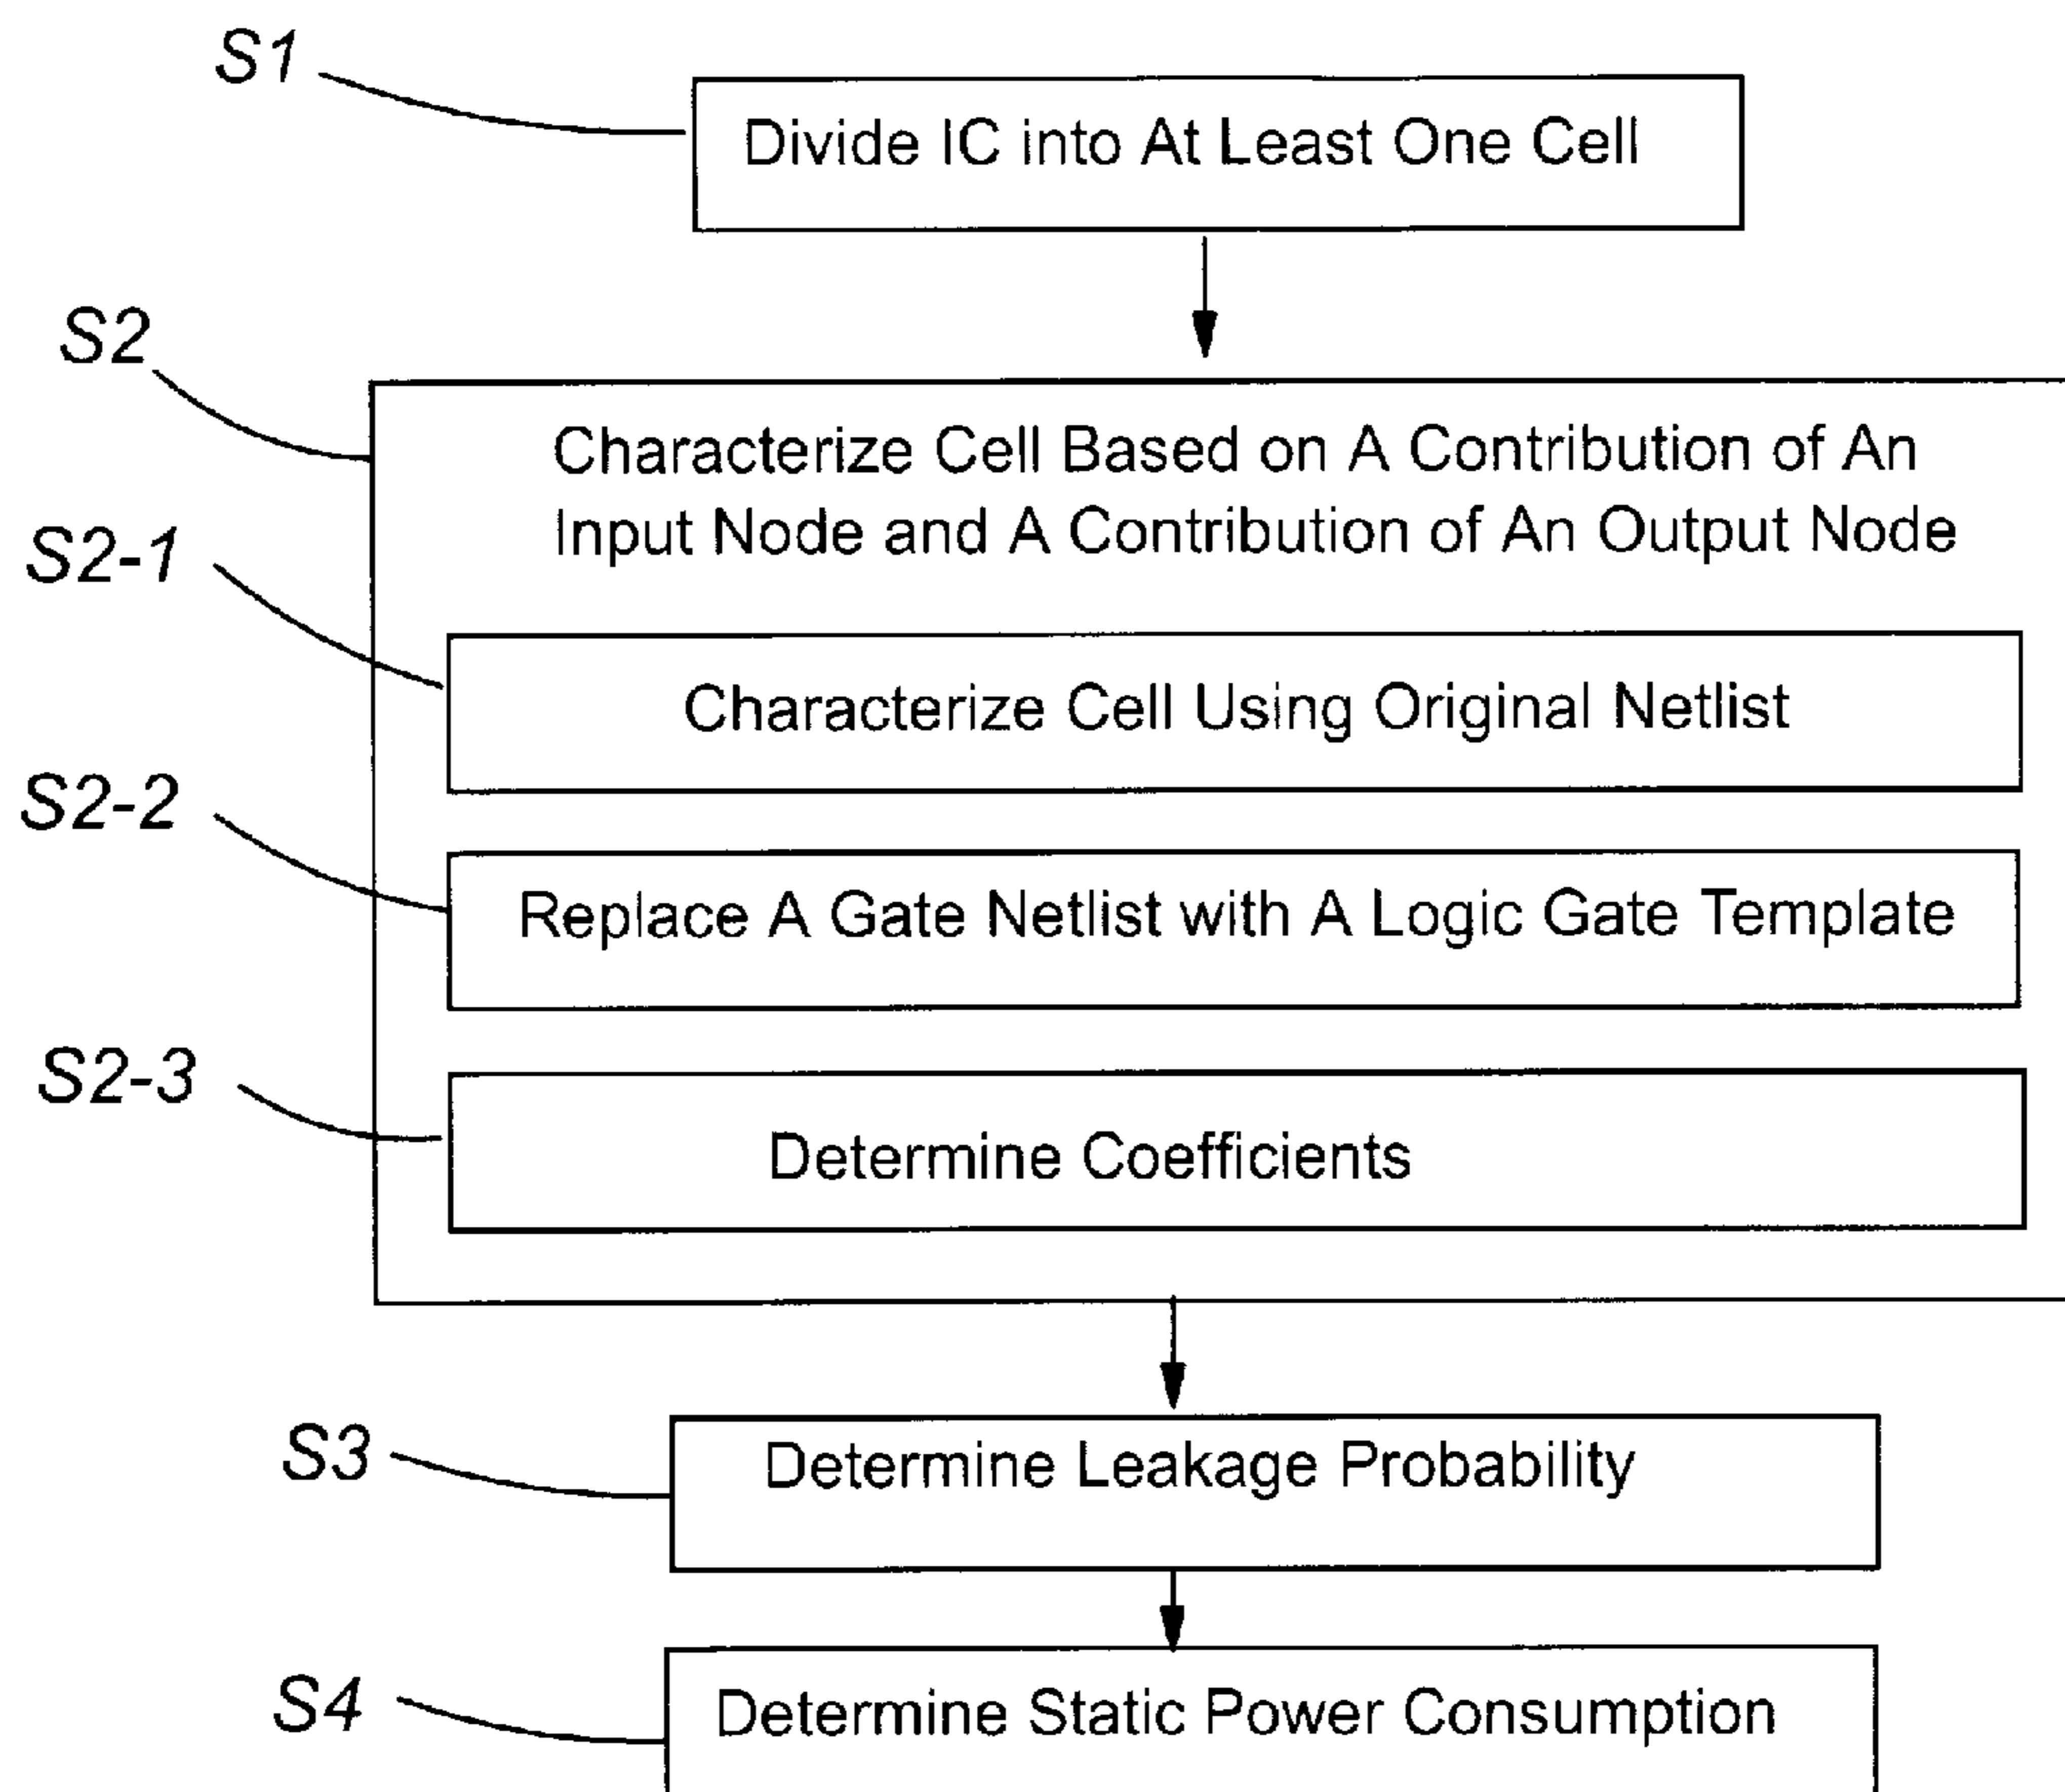 S1
Divide IC into At Least One Cell
S2
Characterize Cell Based on A Contribution of An
Input Node and A Contribution of An Output Node
S2-1
Characterize Cell Using Original Netlist
S2-2
Replace A Gate Netlist with A Logic Gate Template
S2-3
Determine Coefficients
S3
Determine Leakage Probability
S4
Determine Static Power Consumption